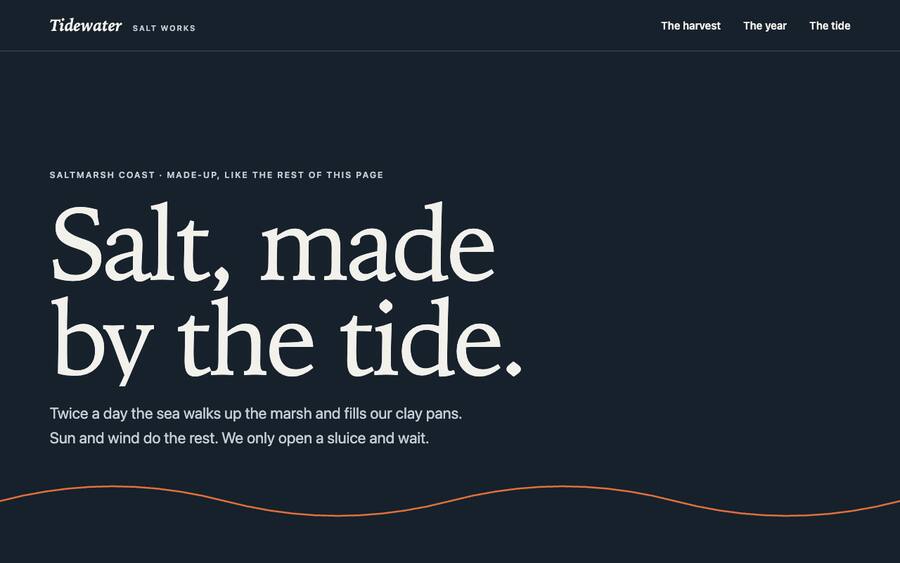 Tidewater SALT WORKS
The harvest The year The tide
SALTMARSH COAST · MADE-UP, LIKE THE REST OF THIS PAGE
Salt, made
by the tide.
Twice a day the sea walks up the marsh and fills our clay pans.
Sun and wind do the rest. We only open a sluice and wait.